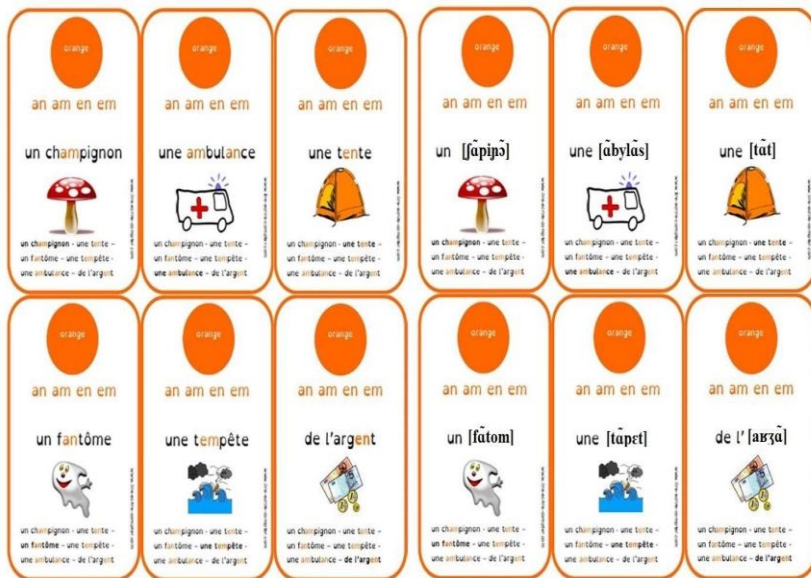 orange
an am en em
un champignon
un champignon - une tente –
un fantôme – une tempête -
une ambulance – de l'argent
orange
an am en em
une ambulance
un champignon - une tente –
un fantôme – une tempête -
une ambulance – de l'argent
orange
an am en em
une tente
un champignon - une tente –
un fantôme – une tempête -
une ambulance – de l'argent
orange
an am en em
un [ʃɑ̃piɲɔ̃]
un champignon - une tente –
un fantôme – une tempête -
une ambulance – de l'argent
orange
an am en em
une [ɑ̃bylɑ̃s]
un champignon - une tente –
un fantôme – une tempête -
une ambulance – de l'argent
orange
an am en em
une [tɑ̃t]
un champignon - une tente –
un fantôme – une tempête -
une ambulance – de l'argent
orange
an am en em
un fantôme
un champignon - une tente –
un fantôme – une tempête -
une ambulance – de l'argent
orange
an am en em
une tempête
un champignon - une tente –
un fantôme – une tempête -
une ambulance – de l'argent
orange
an am en em
de l'argent
un champignon - une tente –
un fantôme – une tempête -
une ambulance – de l'argent
orange
an am en em
un [fɑ̃tom]
un champignon - une tente –
un fantôme – une tempête -
une ambulance – de l'argent
orange
an am en em
une [tɑ̃pɛt]
un champignon - une tente –
un fantôme – une tempête -
une ambulance – de l'argent
orange
an am en em
de l' [aʁʒɑ̃]
un champignon - une tente –
un fantôme – une tempête -
une ambulance – de l'argent